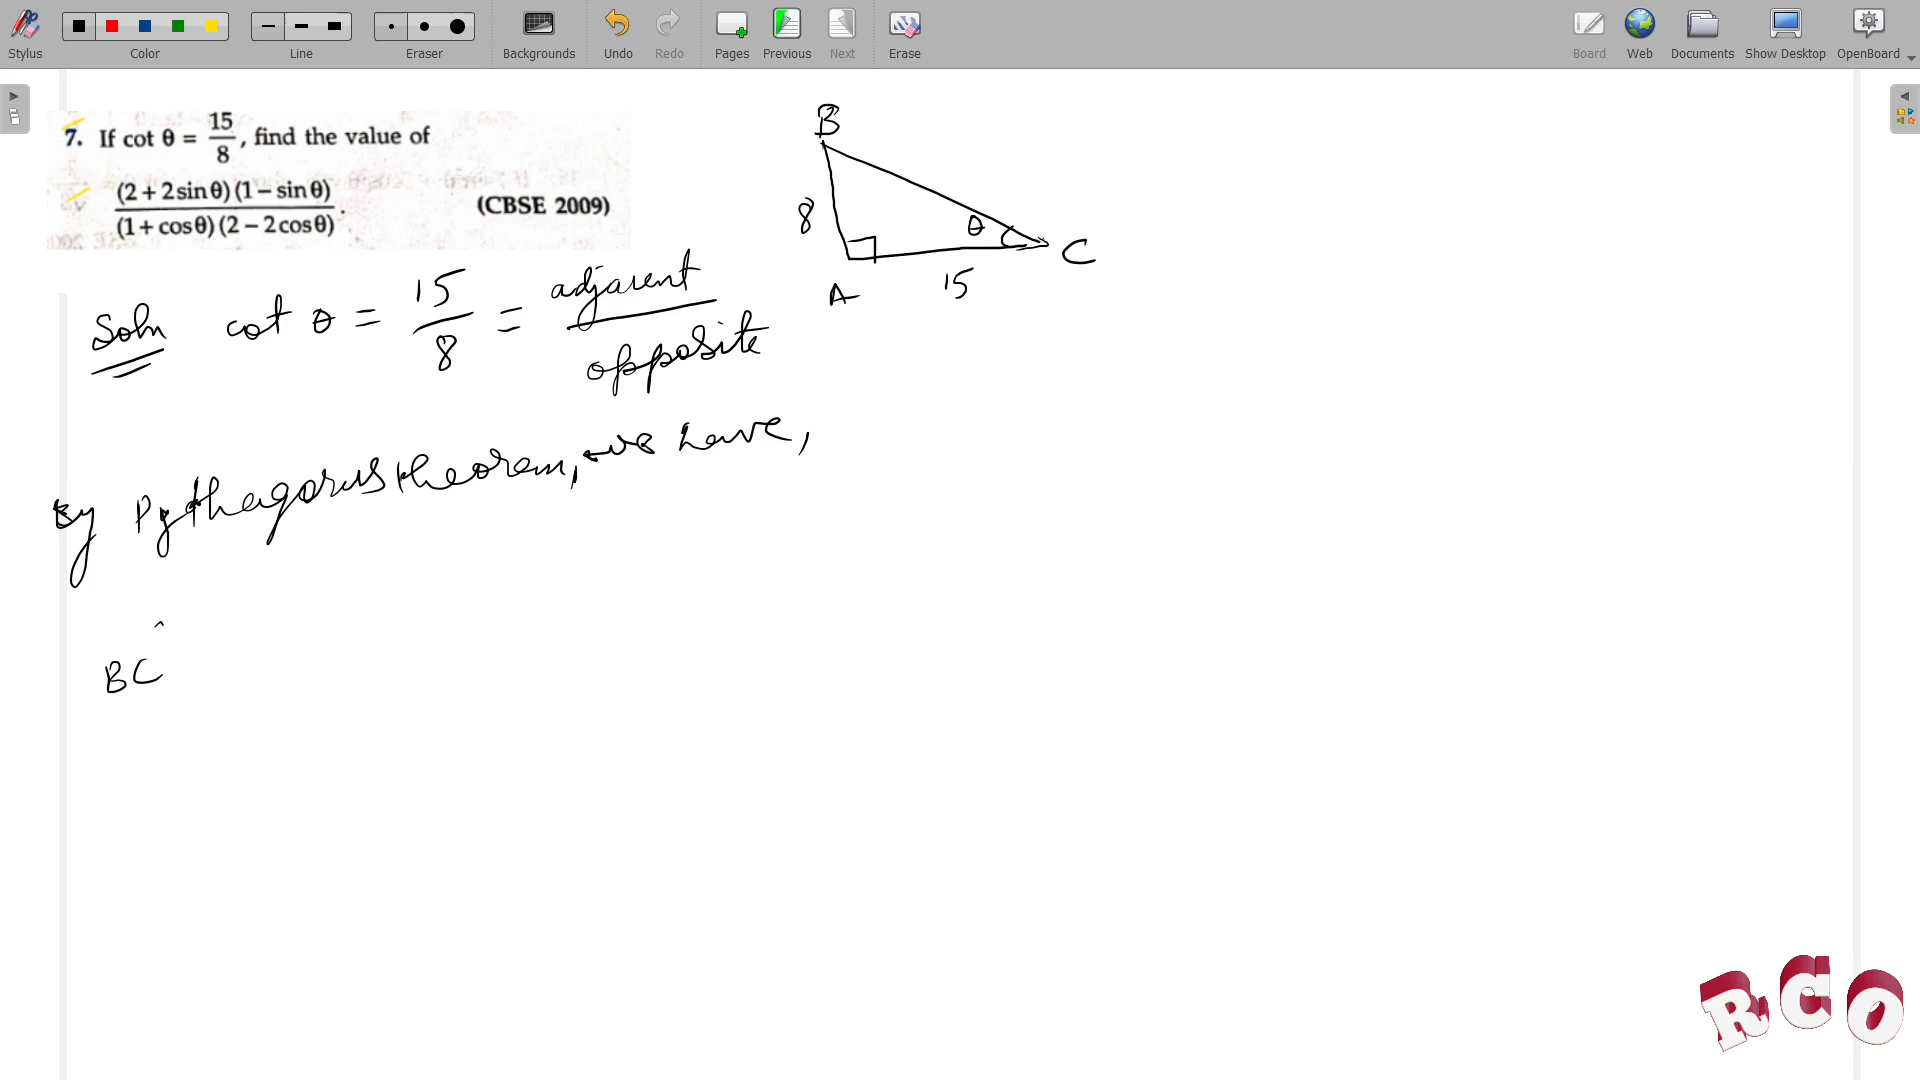 Stylus Color Line Eraser Backgrounds Undo Redo Pages Previous Next Erase Board Web Documents Show Desktop OpenBoard
7. If cot θ = 15/8, find the value of
(2 + 2 sin θ) (1 − sin θ) / (1 + cos θ) (2 − 2 cos θ).
(CBSE 2009)
B
8
θ
C
A
15
Soln cot θ = 15/8 = adjacent/opposite
By Pythagorus theorem, we have,
BC
RCO